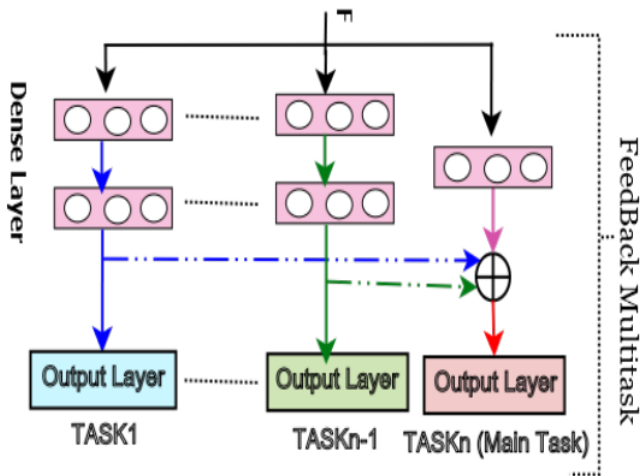 F
Dense Layer
FeedBack Multitask
Output Layer
Output Layer
Output Layer
TASK1
TASKn-1
TASKn (Main Task)